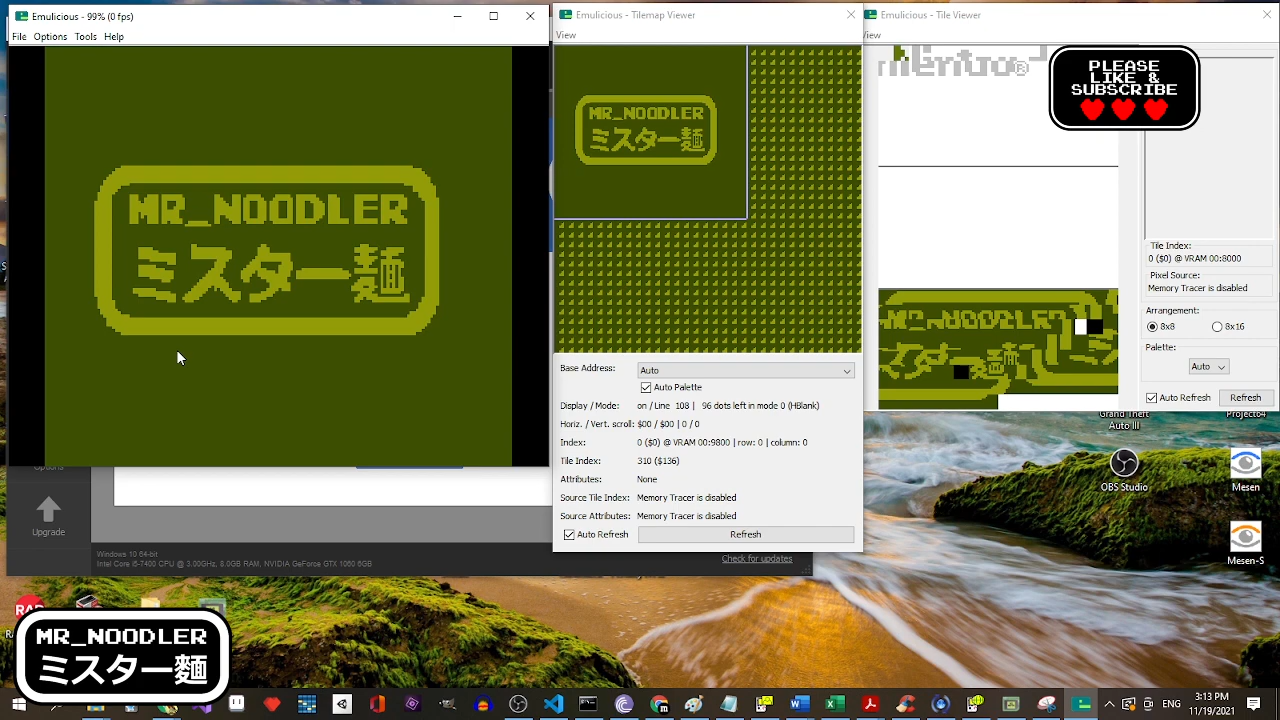 Emulicious - 99% (0 fps)
File Options Tools Help
MR_NOODLER
ミスター麺
Emulicious - Tilemap Viewer
View
MR_NOODLER
ミスター麺
Base Address: Auto
Auto Palette
Display / Mode: on / Line 108 | 96 dots left in mode 0 (HBlank)
Horiz. / Vert. scroll: $00 / $00 | 0 / 0
Index: 0 ($0) @ VRAM 00:9800 | row: 0 | column: 0
Tile Index: 310 ($136)
Attributes: None
Source Tile Index: Memory Tracer is disabled
Source Attributes: Memory Tracer is disabled
Auto Refresh Refresh
Emulicious - Tile Viewer
View
PLEASE
LIKE &
SUBSCRIBE
Tile Index:
0 ($0) @ VRAM 00:8000
Pixel Source:
Memory Tracer is disabled
Arrangement:
8x8 8x16
Palette:
Auto
Auto Refresh Refresh
Grand Theft
Auto III
Project64
OBS Studio
Mesen
Mesen-S
Options
Upgrade
Windows 10 64-bit
Intel Core i5-7400 CPU @ 3.00GHz, 8.0GB RAM, NVIDIA GeForce GTX 1060 6GB
Check for updates
MR_NOODLER
ミスター麺
3:13 PM
11/19/2021